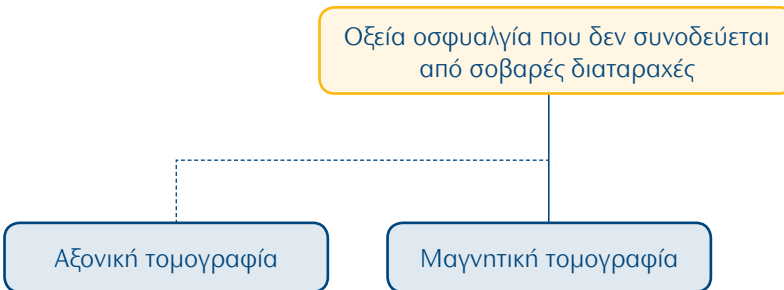 Οξεία οσφυαλγία που δεν συνοδεύεται
από σοβαρές διαταραχές
Αξονική τομογραφία
Μαγνητική τομογραφία